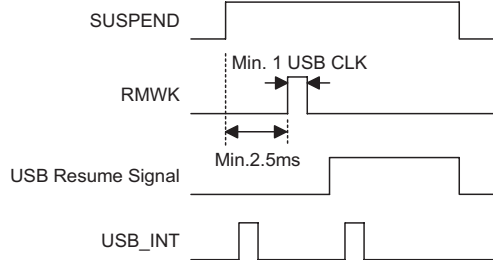 SUSPEND
Min. 1 USB CLK
RMWK
Min.2.5ms
USB Resume Signal
USB_INT